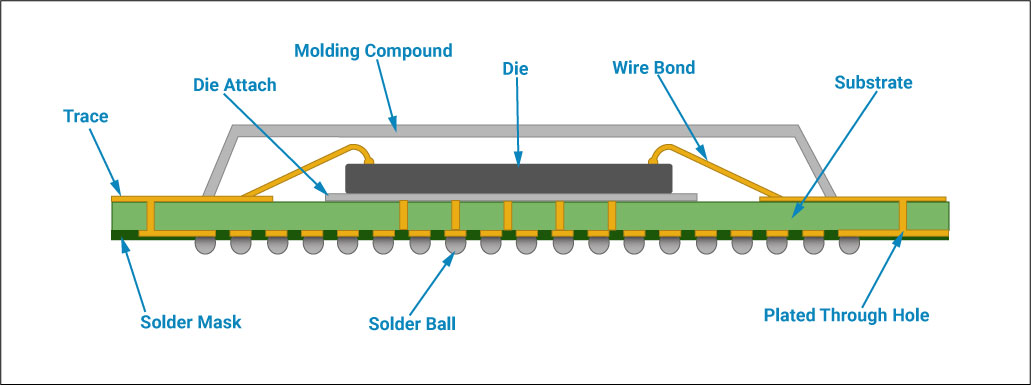 Molding Compound
Die
Wire Bond
Die Attach
Substrate
Trace
Solder Mask
Solder Ball
Plated Through Hole